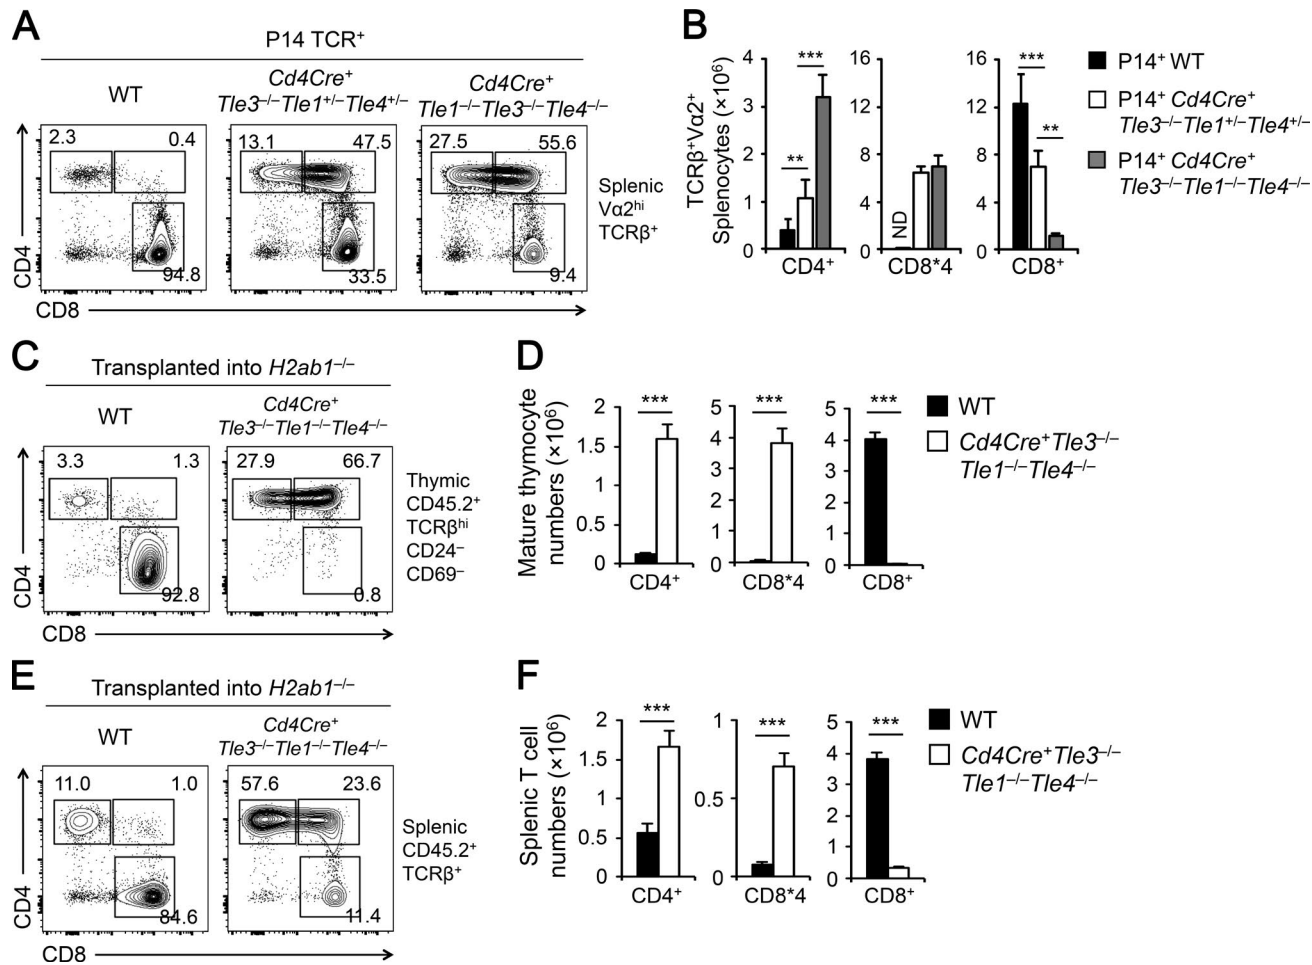 A
P14 TCR⁺
WT
Cd4Cre⁺
Tle3⁻/⁻Tle1⁺/⁻Tle4⁺/⁻
Cd4Cre⁺
Tle1⁻/⁻Tle3⁻/⁻Tle4⁻/⁻
2.3
0.4
94.8
13.1
47.5
33.5
27.5
55.6
9.4
Splenic
Vα2ʰⁱ
TCRβ⁺
CD4
CD8
B
TCRβ⁺Vα2⁺
Splenocytes (×10⁶)
4
3
2
1
0
**
***
CD4⁺
16
12
8
4
0
ND
CD8*4
16
12
8
4
0
***
**
CD8⁺
P14⁺ WT
P14⁺ Cd4Cre⁺
Tle3⁻/⁻Tle1⁺/⁻Tle4⁺/⁻
P14⁺ Cd4Cre⁺
Tle3⁻/⁻Tle1⁻/⁻Tle4⁻/⁻
C
Transplanted into H2ab1⁻/⁻
WT
Cd4Cre⁺
Tle3⁻/⁻Tle1⁻/⁻Tle4⁻/⁻
3.3
1.3
92.8
27.9
66.7
0.8
Thymic
CD45.2⁺
TCRβʰⁱ
CD24⁻
CD69⁻
CD4
CD8
D
Mature thymocyte
numbers (×10⁶)
2
1.5
1
0.5
0
***
CD4⁺
5
4
3
2
1
0
***
CD8*4
5
4
3
2
1
0
***
CD8⁺
WT
Cd4Cre⁺Tle3⁻/⁻
Tle1⁻/⁻Tle4⁻/⁻
E
Transplanted into H2ab1⁻/⁻
WT
Cd4Cre⁺
Tle3⁻/⁻Tle1⁻/⁻Tle4⁻/⁻
11.0
1.0
84.6
57.6
23.6
11.4
Splenic
CD45.2⁺
TCRβ⁺
CD4
CD8
F
Splenic T cell
numbers (×10⁶)
2
1.5
1
0.5
0
***
CD4⁺
1
0.5
0
***
CD8*4
5
4
3
2
1
0
***
CD8⁺
WT
Cd4Cre⁺Tle3⁻/⁻
Tle1⁻/⁻Tle4⁻/⁻